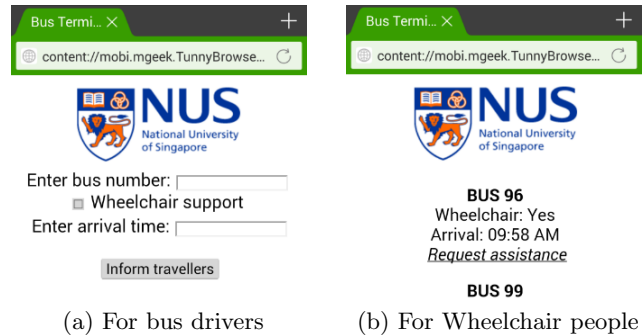 Bus Termi...
content://mobi.mgeek.TunnyBrowse...
NUS
National University
of Singapore
Enter bus number:
Wheelchair support
Enter arrival time:
Inform travellers
(a) For bus drivers
Bus Termi...
content://mobi.mgeek.TunnyBrowse...
NUS
National University
of Singapore
BUS 96
Wheelchair: Yes
Arrival: 09:58 AM
Request assistance
BUS 99
(b) For Wheelchair people